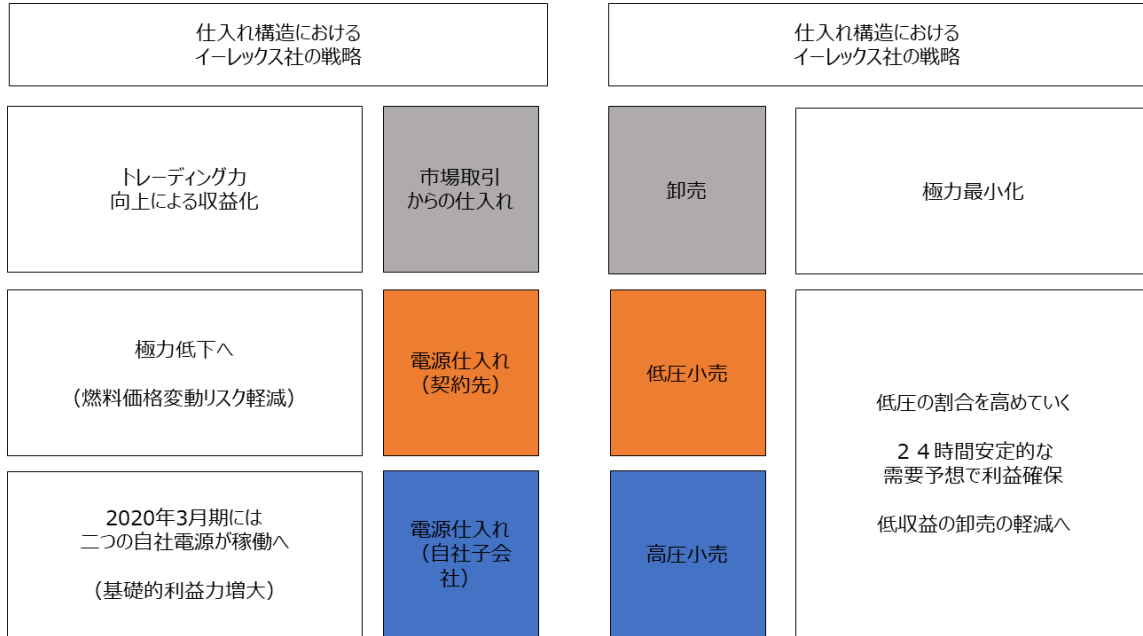 仕入れ構造における
イーレックス社の戦略
仕入れ構造における
イーレックス社の戦略
トレーディング力
向上による収益化
市場取引
からの仕入れ
卸売
極力最小化
極力低下へ
（燃料価格変動リスク軽減）
電源仕入れ
（契約先）
低圧小売
低圧の割合を高めていく
２４時間安定的な
需要予想で利益確保
低収益の卸売の軽減へ
2020年3月期には
二つの自社電源が稼働へ
（基礎的利益力増大）
電源仕入れ
（自社子会
社）
高圧小売